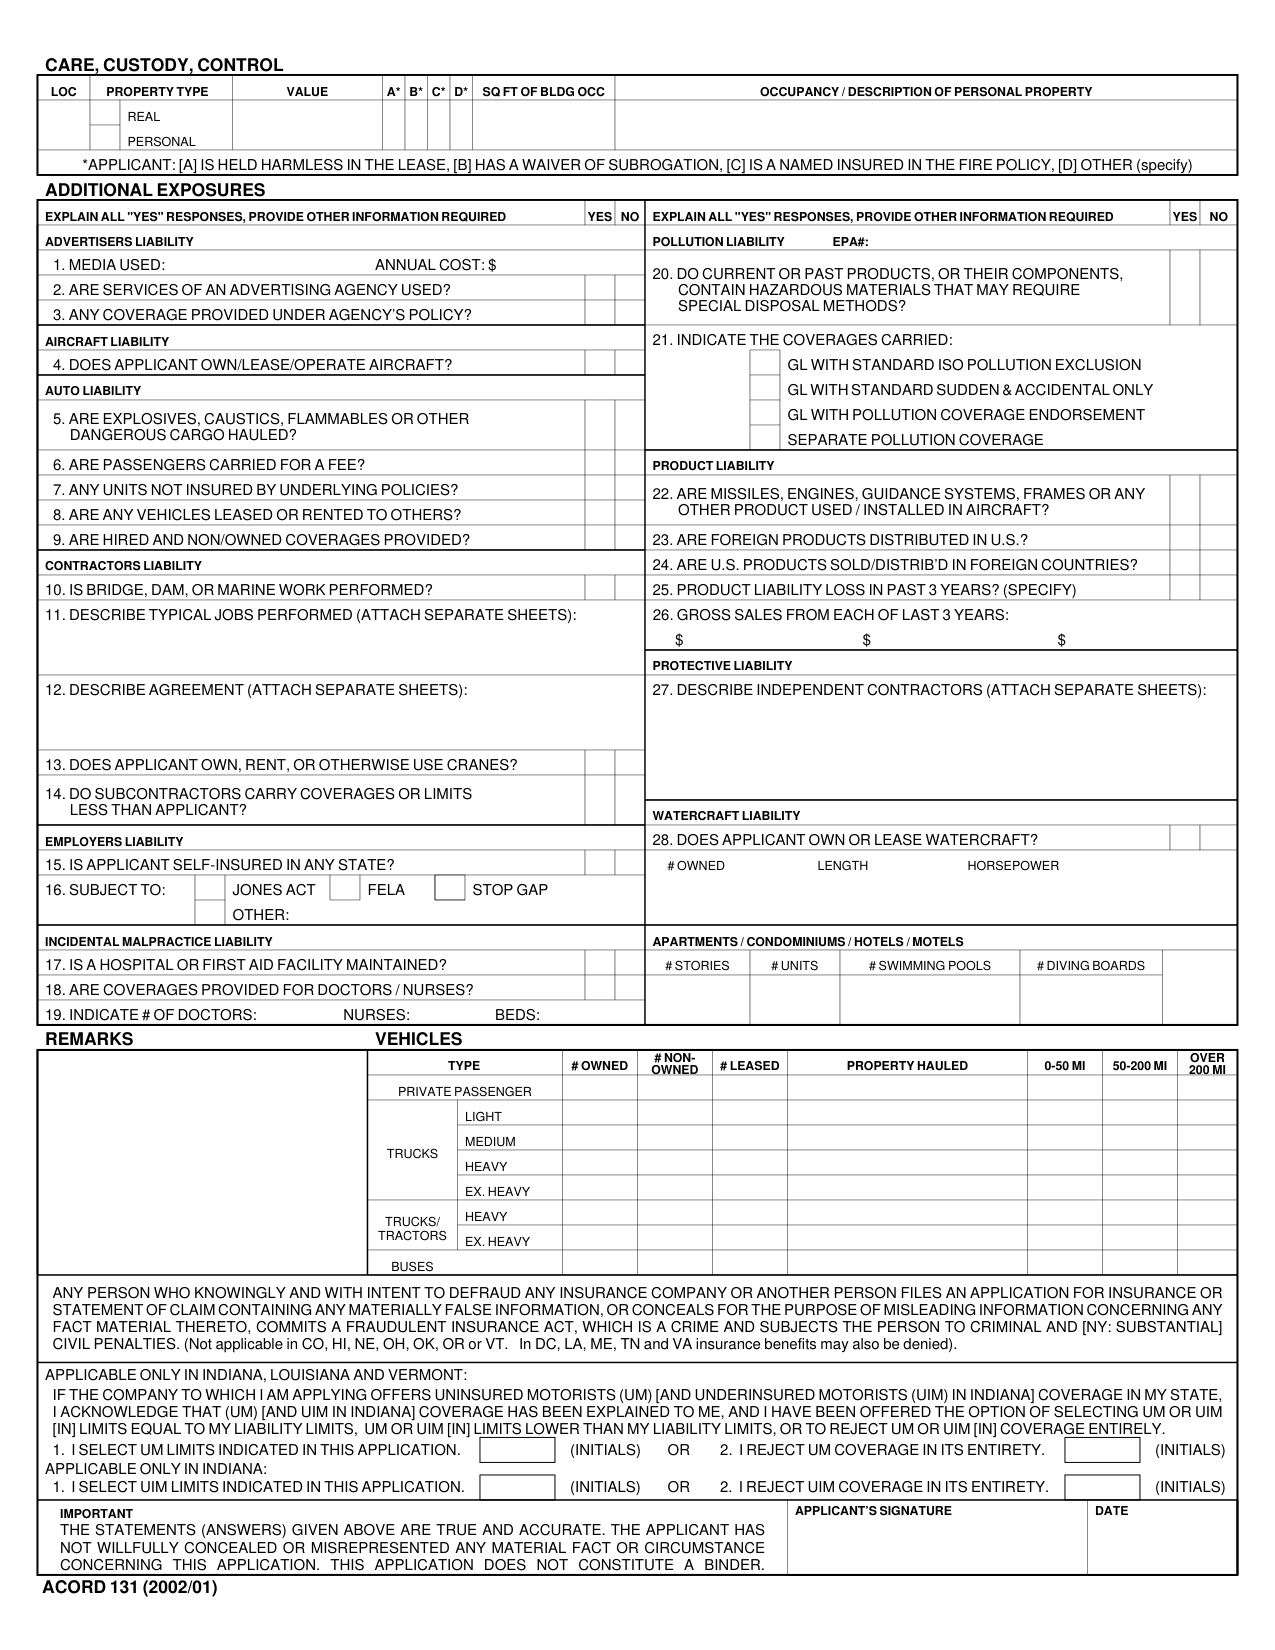 CARE, CUSTODY, CONTROL
LOC PROPERTY TYPE VALUE A* B* C* D* SQ FT OF BLDG OCC OCCUPANCY / DESCRIPTION OF PERSONAL PROPERTY
REAL
PERSONAL
*APPLICANT: [A] IS HELD HARMLESS IN THE LEASE, [B] HAS A WAIVER OF SUBROGATION, [C] IS A NAMED INSURED IN THE FIRE POLICY, [D] OTHER (specify)
ADDITIONAL EXPOSURES
EXPLAIN ALL "YES" RESPONSES, PROVIDE OTHER INFORMATION REQUIRED YES NO
ADVERTISERS LIABILITY
1. MEDIA USED: ANNUAL COST: $
2. ARE SERVICES OF AN ADVERTISING AGENCY USED?
3. ANY COVERAGE PROVIDED UNDER AGENCY'S POLICY?
AIRCRAFT LIABILITY
4. DOES APPLICANT OWN/LEASE/OPERATE AIRCRAFT?
AUTO LIABILITY
5. ARE EXPLOSIVES, CAUSTICS, FLAMMABLES OR OTHER
DANGEROUS CARGO HAULED?
6. ARE PASSENGERS CARRIED FOR A FEE?
7. ANY UNITS NOT INSURED BY UNDERLYING POLICIES?
8. ARE ANY VEHICLES LEASED OR RENTED TO OTHERS?
9. ARE HIRED AND NON/OWNED COVERAGES PROVIDED?
CONTRACTORS LIABILITY
10. IS BRIDGE, DAM, OR MARINE WORK PERFORMED?
11. DESCRIBE TYPICAL JOBS PERFORMED (ATTACH SEPARATE SHEETS):
12. DESCRIBE AGREEMENT (ATTACH SEPARATE SHEETS):
13. DOES APPLICANT OWN, RENT, OR OTHERWISE USE CRANES?
14. DO SUBCONTRACTORS CARRY COVERAGES OR LIMITS
LESS THAN APPLICANT?
EMPLOYERS LIABILITY
15. IS APPLICANT SELF-INSURED IN ANY STATE?
16. SUBJECT TO: JONES ACT FELA STOP GAP
OTHER:
INCIDENTAL MALPRACTICE LIABILITY
17. IS A HOSPITAL OR FIRST AID FACILITY MAINTAINED?
18. ARE COVERAGES PROVIDED FOR DOCTORS / NURSES?
19. INDICATE # OF DOCTORS: NURSES: BEDS:
EXPLAIN ALL "YES" RESPONSES, PROVIDE OTHER INFORMATION REQUIRED YES NO
POLLUTION LIABILITY EPA#:
20. DO CURRENT OR PAST PRODUCTS, OR THEIR COMPONENTS,
CONTAIN HAZARDOUS MATERIALS THAT MAY REQUIRE
SPECIAL DISPOSAL METHODS?
21. INDICATE THE COVERAGES CARRIED:
GL WITH STANDARD ISO POLLUTION EXCLUSION
GL WITH STANDARD SUDDEN & ACCIDENTAL ONLY
GL WITH POLLUTION COVERAGE ENDORSEMENT
SEPARATE POLLUTION COVERAGE
PRODUCT LIABILITY
22. ARE MISSILES, ENGINES, GUIDANCE SYSTEMS, FRAMES OR ANY
OTHER PRODUCT USED / INSTALLED IN AIRCRAFT?
23. ARE FOREIGN PRODUCTS DISTRIBUTED IN U.S.?
24. ARE U.S. PRODUCTS SOLD/DISTRIB'D IN FOREIGN COUNTRIES?
25. PRODUCT LIABILITY LOSS IN PAST 3 YEARS? (SPECIFY)
26. GROSS SALES FROM EACH OF LAST 3 YEARS:
$ $ $
PROTECTIVE LIABILITY
27. DESCRIBE INDEPENDENT CONTRACTORS (ATTACH SEPARATE SHEETS):
WATERCRAFT LIABILITY
28. DOES APPLICANT OWN OR LEASE WATERCRAFT?
# OWNED LENGTH HORSEPOWER
APARTMENTS / CONDOMINIUMS / HOTELS / MOTELS
# STORIES # UNITS # SWIMMING POOLS # DIVING BOARDS
REMARKS VEHICLES
TYPE # OWNED # NON-OWNED # LEASED PROPERTY HAULED 0-50 MI 50-200 MI OVER 200 MI
PRIVATE PASSENGER
TRUCKS
LIGHT
MEDIUM
HEAVY
EX. HEAVY
TRUCKS/
TRACTORS
HEAVY
EX. HEAVY
BUSES
ANY PERSON WHO KNOWINGLY AND WITH INTENT TO DEFRAUD ANY INSURANCE COMPANY OR ANOTHER PERSON FILES AN APPLICATION FOR INSURANCE OR
STATEMENT OF CLAIM CONTAINING ANY MATERIALLY FALSE INFORMATION, OR CONCEALS FOR THE PURPOSE OF MISLEADING INFORMATION CONCERNING ANY
FACT MATERIAL THERETO, COMMITS A FRAUDULENT INSURANCE ACT, WHICH IS A CRIME AND SUBJECTS THE PERSON TO CRIMINAL AND [NY: SUBSTANTIAL]
CIVIL PENALTIES. (Not applicable in CO, HI, NE, OH, OK, OR or VT. In DC, LA, ME, TN and VA insurance benefits may also be denied).
APPLICABLE ONLY IN INDIANA, LOUISIANA AND VERMONT:
IF THE COMPANY TO WHICH I AM APPLYING OFFERS UNINSURED MOTORISTS (UM) [AND UNDERINSURED MOTORISTS (UIM) IN INDIANA] COVERAGE IN MY STATE,
I ACKNOWLEDGE THAT (UM) [AND UIM IN INDIANA] COVERAGE HAS BEEN EXPLAINED TO ME, AND I HAVE BEEN OFFERED THE OPTION OF SELECTING UM OR UIM
[IN] LIMITS EQUAL TO MY LIABILITY LIMITS, UM OR UIM [IN] LIMITS LOWER THAN MY LIABILITY LIMITS, OR TO REJECT UM OR UIM [IN] COVERAGE ENTIRELY.
1. I SELECT UM LIMITS INDICATED IN THIS APPLICATION. (INITIALS) OR 2. I REJECT UM COVERAGE IN ITS ENTIRETY. (INITIALS)
APPLICABLE ONLY IN INDIANA:
1. I SELECT UIM LIMITS INDICATED IN THIS APPLICATION. (INITIALS) OR 2. I REJECT UIM COVERAGE IN ITS ENTIRETY. (INITIALS)
IMPORTANT
THE STATEMENTS (ANSWERS) GIVEN ABOVE ARE TRUE AND ACCURATE. THE APPLICANT HAS
NOT WILLFULLY CONCEALED OR MISREPRESENTED ANY MATERIAL FACT OR CIRCUMSTANCE
CONCERNING THIS APPLICATION. THIS APPLICATION DOES NOT CONSTITUTE A BINDER.
APPLICANT'S SIGNATURE DATE
ACORD 131 (2002/01)